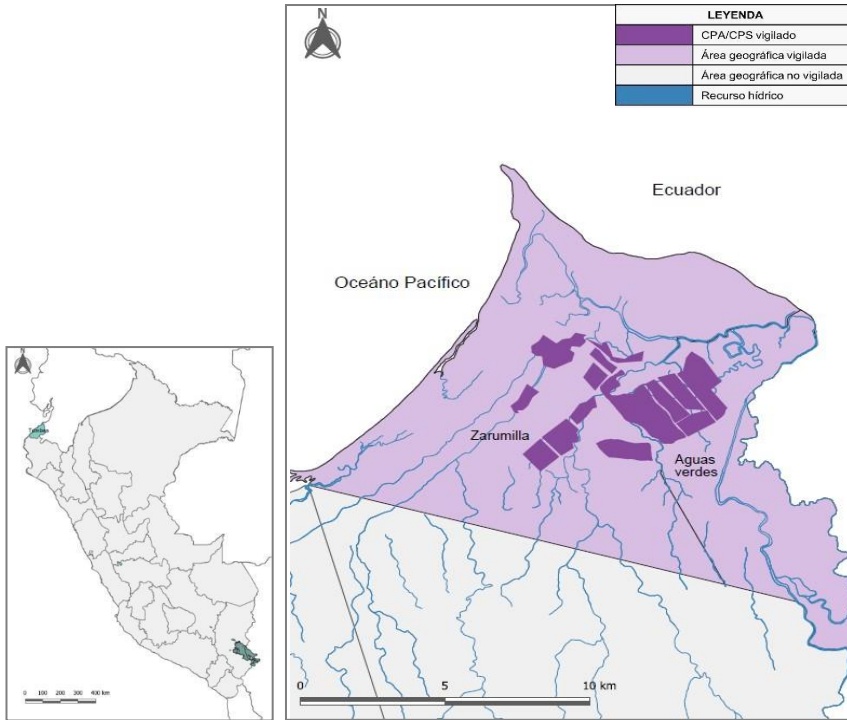 N
LEYENDA
CPA/CPS vigilado
Área geográfica vigilada
Área geográfica no vigilada
Recurso hídrico
Ecuador
Oceáno Pacífico
Zarumilla
Aguas
verdes
0 5 10 km
N
Tumbes
0 100 200 300 400 km